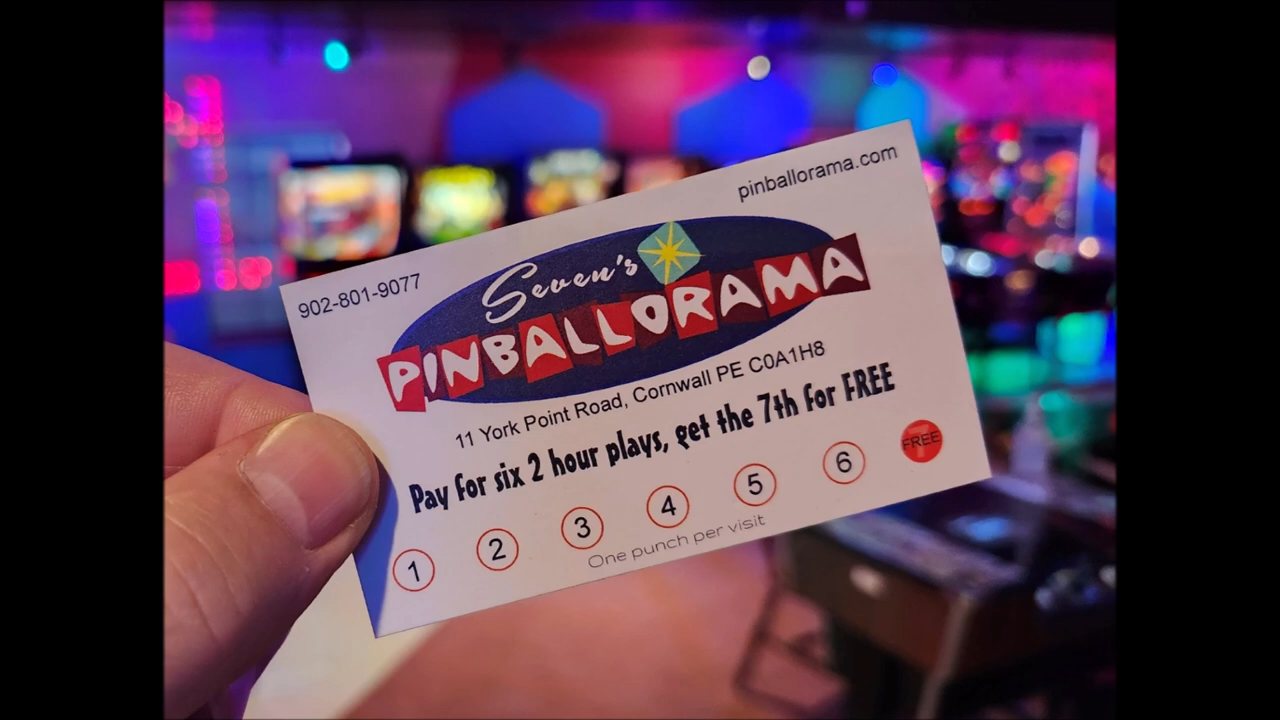 pinballorama.com
902-801-9077
Seven's
PINBALLORAMA
11 York Point Road, Cornwall PE C0A1H8
Pay for six 2 hour plays, get the 7th for FREE
1 2 3 4 5 6 FREE
One punch per visit